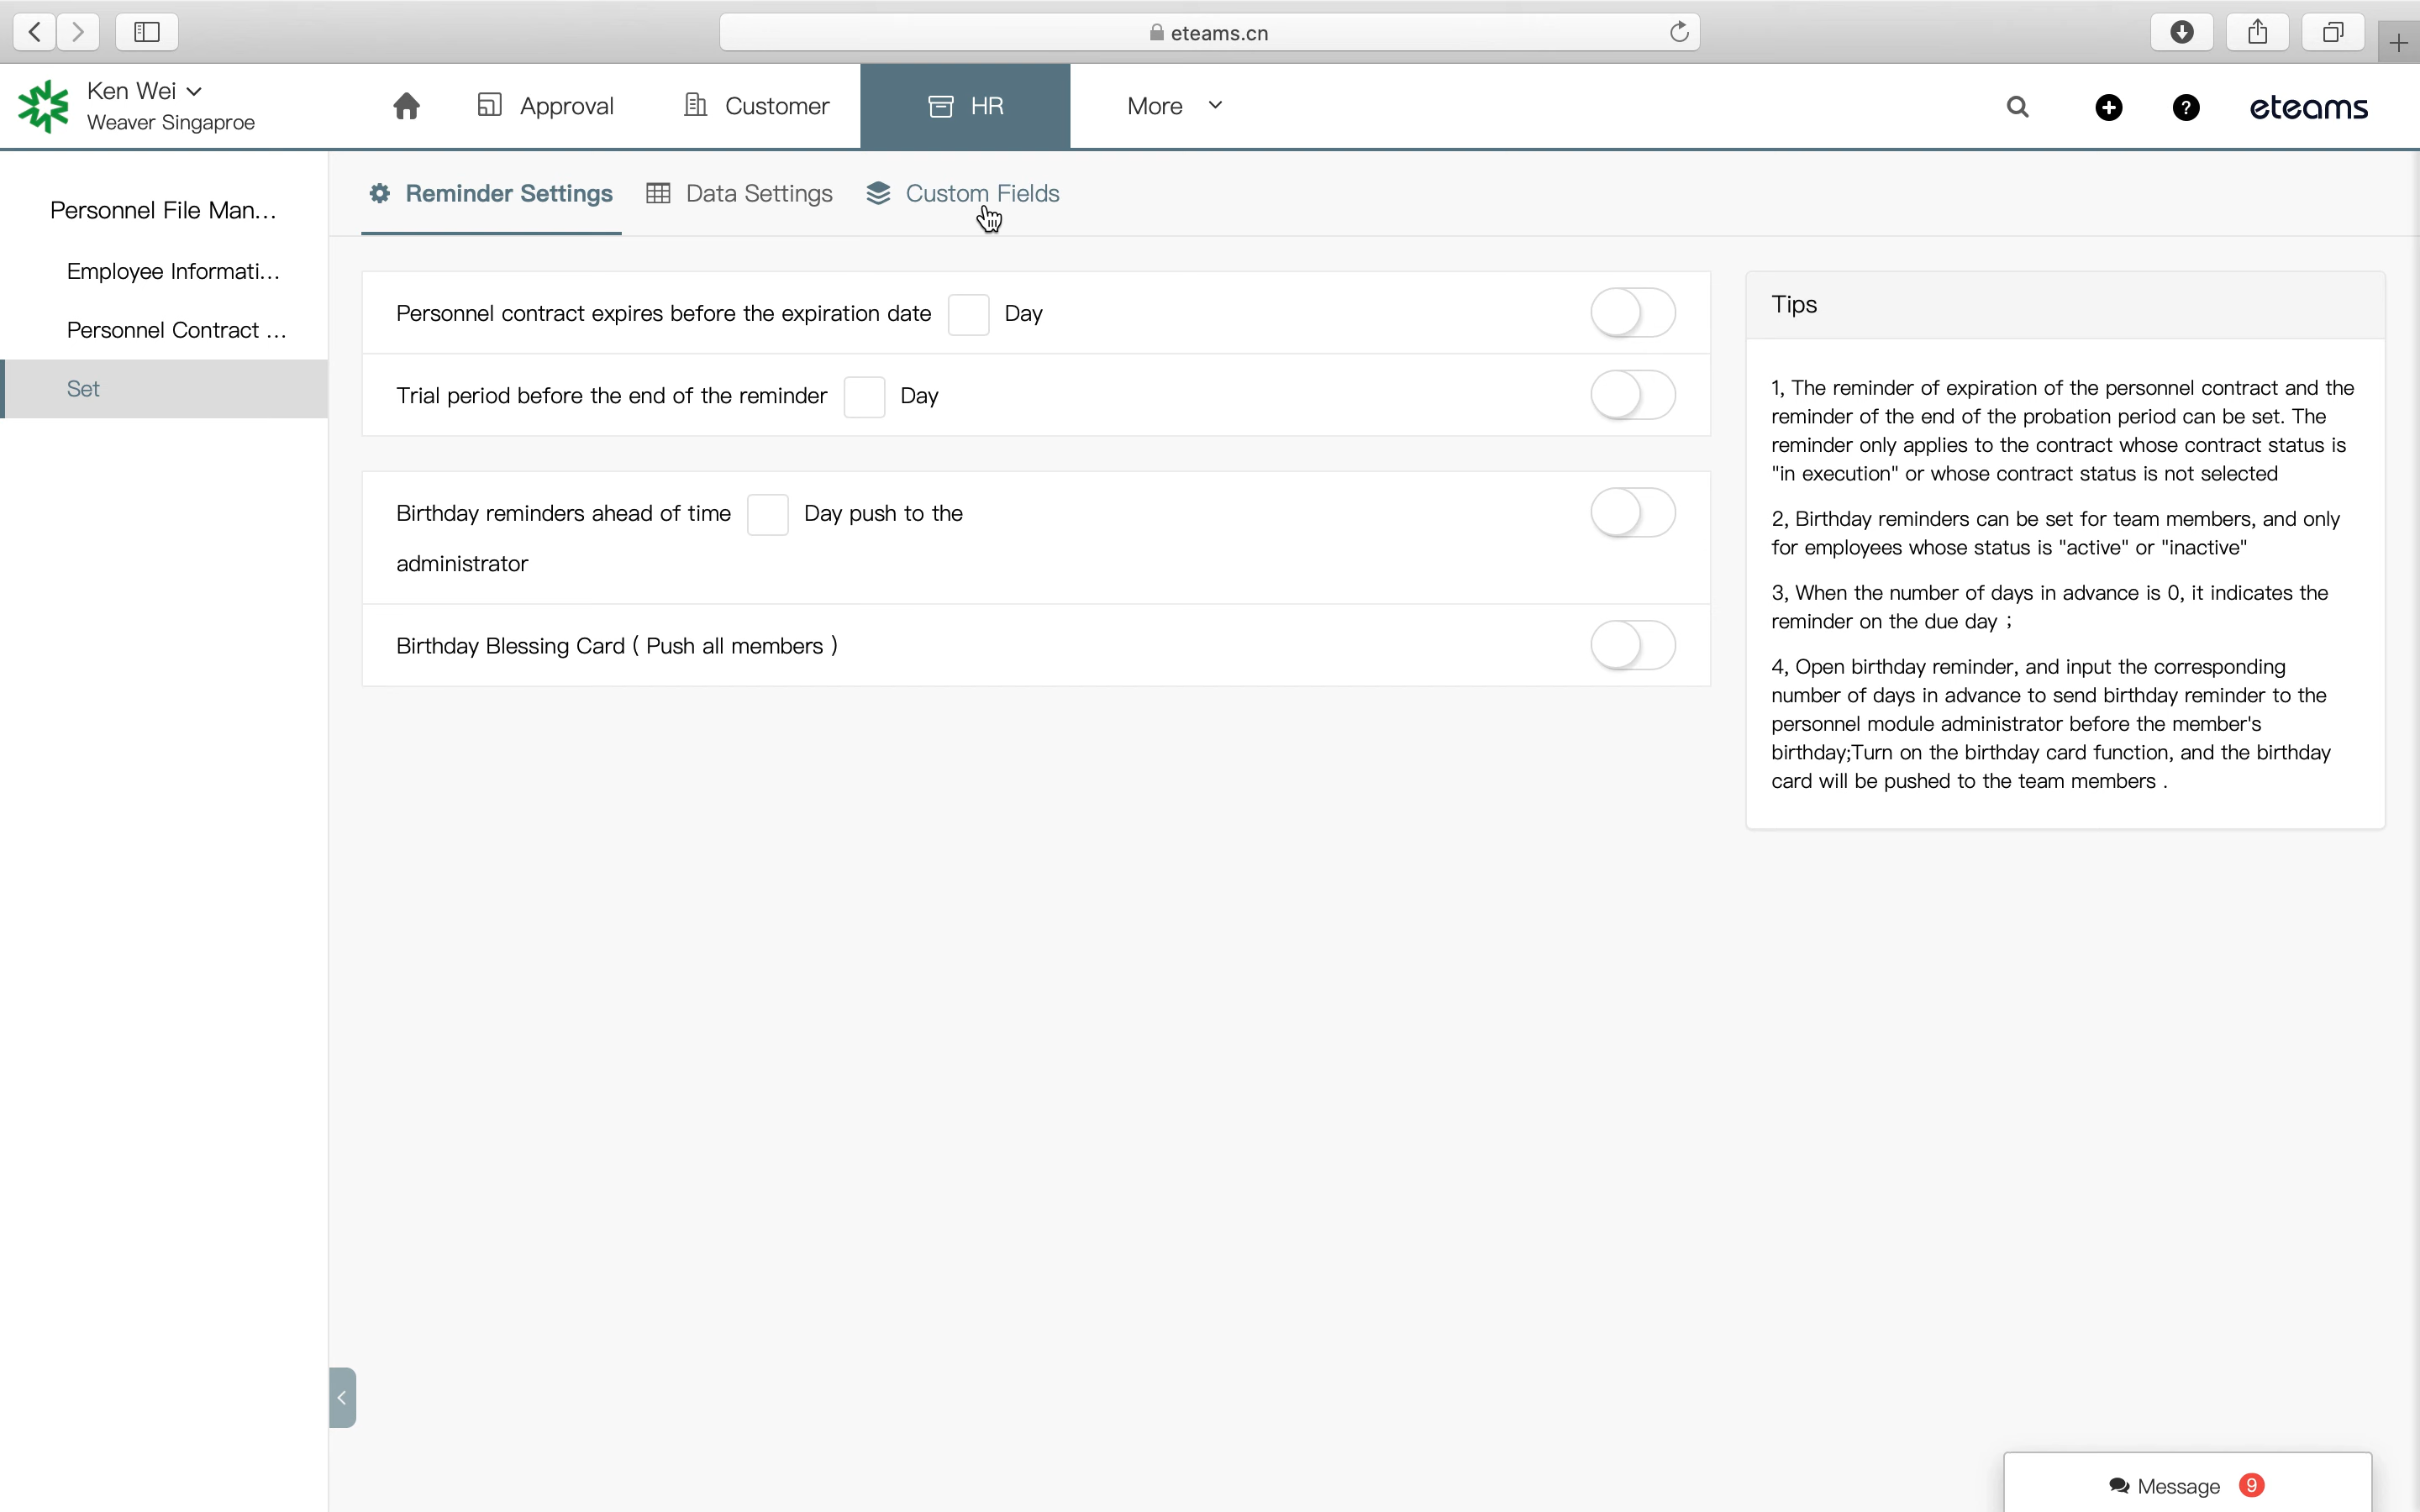 eteams.cn
Ken Wei
Weaver Singaproe
Approval
Customer
HR
More
eteams
Personnel File Man...
Employee Informati...
Personnel Contract ...
Set
Reminder Settings
Data Settings
Custom Fields
Personnel contract expires before the expiration date Day
Trial period before the end of the reminder Day
Birthday reminders ahead of time Day push to the
administrator
Birthday Blessing Card ( Push all members )
Tips
1, The reminder of expiration of the personnel contract and the
reminder of the end of the probation period can be set. The
reminder only applies to the contract whose contract status is
"in execution" or whose contract status is not selected
2, Birthday reminders can be set for team members, and only
for employees whose status is "active" or "inactive"
3, When the number of days in advance is 0, it indicates the
reminder on the due day ;
4, Open birthday reminder, and input the corresponding
number of days in advance to send birthday reminder to the
personnel module administrator before the member's
birthday;Turn on the birthday card function, and the birthday
card will be pushed to the team members .
Message 9